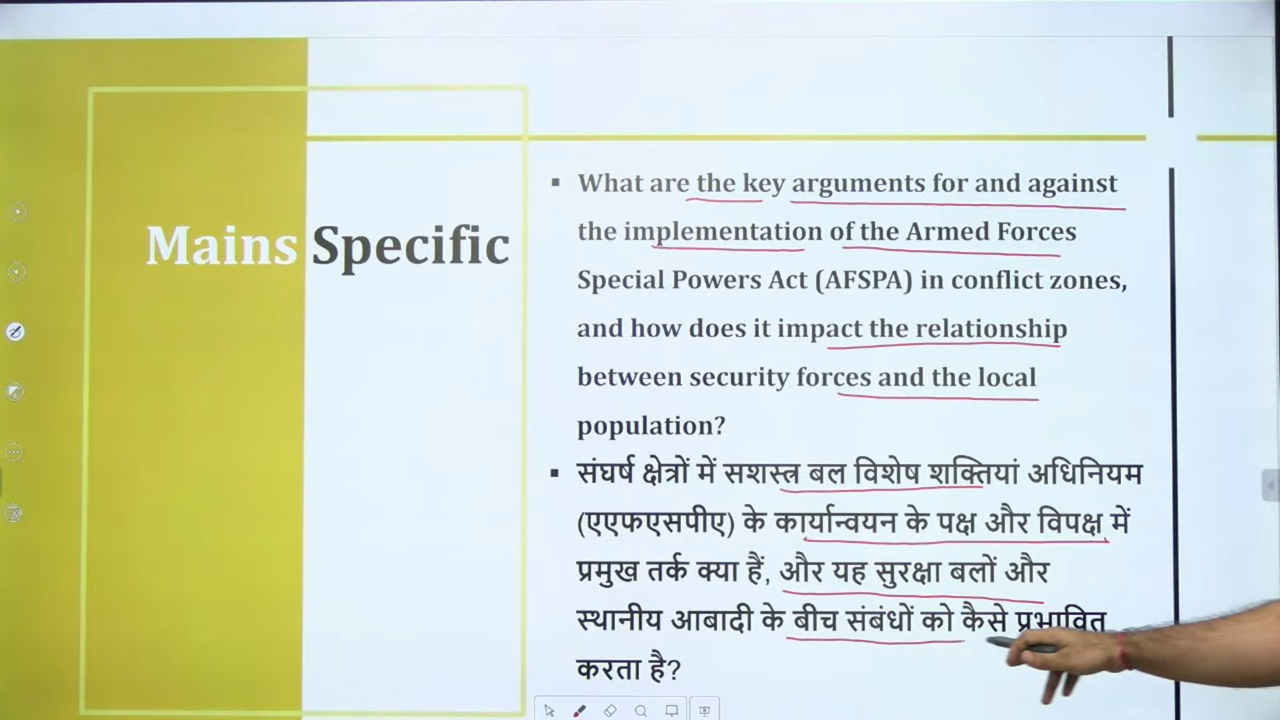 Mains Specific
▪ What are the key arguments for and against
the implementation of the Armed Forces
Special Powers Act (AFSPA) in conflict zones,
and how does it impact the relationship
between security forces and the local
population?
▪ संघर्ष क्षेत्रों में सशस्त्र बल विशेष शक्तियां अधिनियम
(एएफएसपीए) के कार्यान्वयन के पक्ष और विपक्ष में
प्रमुख तर्क क्या हैं, और यह सुरक्षा बलों और
स्थानीय आबादी के बीच संबंधों को कैसे प्रभावित
करता है?